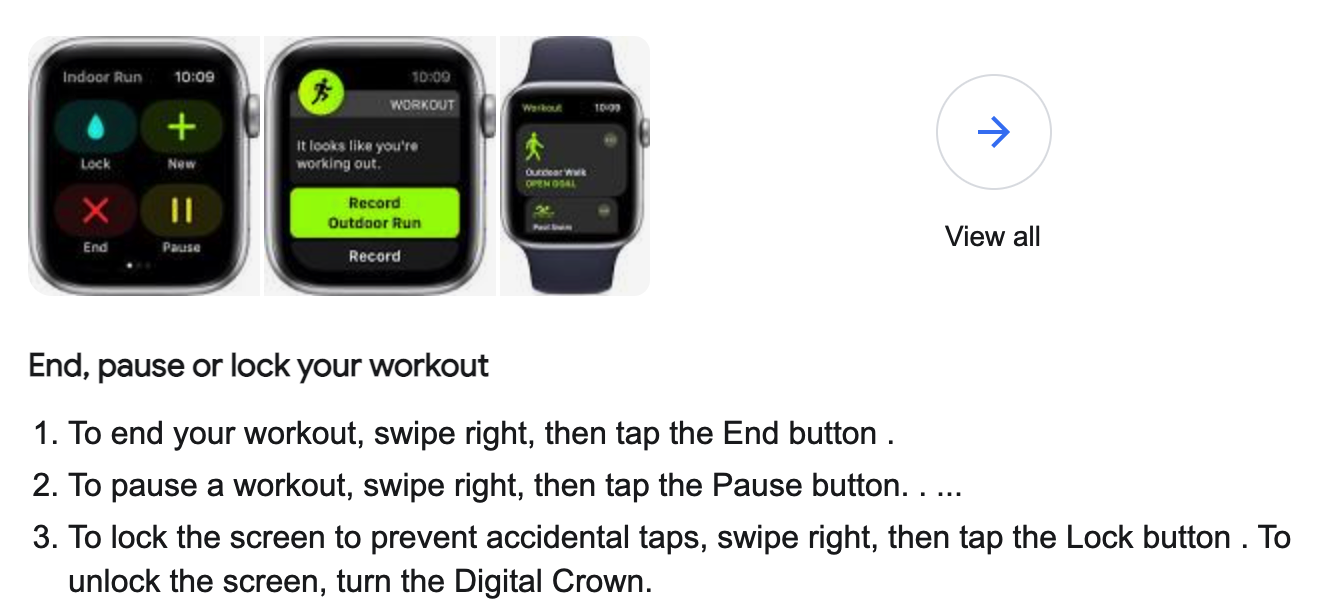 Indoor Run 10:09
Lock New
End Pause
10:09
WORKOUT
It looks like you're
working out.
Record
Outdoor Run
Record
Workout 10:09
Outdoor Walk
OPEN GOAL
Pool Swim
View all
End, pause or lock your workout
1. To end your workout, swipe right, then tap the End button .
2. To pause a workout, swipe right, then tap the Pause button. . ...
3. To lock the screen to prevent accidental taps, swipe right, then tap the Lock button . To
unlock the screen, turn the Digital Crown.